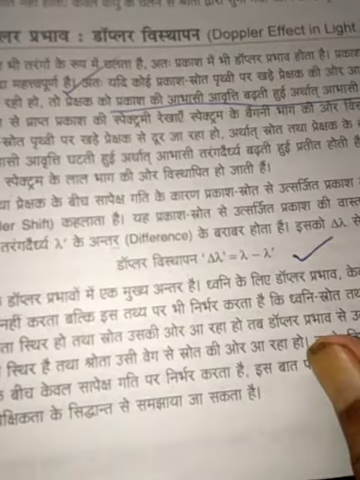 प्लर प्रभाव : डॉप्लर विस्थापन (Doppler Effect in Light
भी तरंगों के रूप में चलता है, अतः प्रकाश में भी डॉप्लर प्रभाव होता है। प्रकाश
महत्त्वपूर्ण है। अतः यदि कोई प्रकाश-स्रोत पृथ्वी पर खड़े प्रेक्षक की ओर आ
रहा हो, तो प्रेक्षक को प्रकाश की आभासी आवृत्ति बढ़ती हुई अर्थात् आभासी
से प्राप्त प्रकाश की स्पेक्ट्रमी रेखाएँ स्पेक्ट्रम के बैंगनी भाग की ओर
स्रोत पृथ्वी पर खड़े प्रेक्षक से दूर जा रहा हो, अर्थात् स्रोत तथा प्रेक्षक के
आवृत्ति घटती हुई अर्थात् आभासी तरंगदैर्ध्य बढ़ती हुई प्रतीत होती है
स्पेक्ट्रम के लाल भाग की ओर विस्थापित हो जाती हैं।
प्रेक्षक के बीच सापेक्ष गति के कारण प्रकाश-स्रोत से उत्सर्जित प्रकाश
ler Shift) कहलाता है। यह प्रकाश-स्रोत से उत्सर्जित प्रकाश की
तरंगदैर्ध्य λ' के अन्तर (Difference) के बराबर होता है। इसको Δλ से
डॉप्लर विस्थापन 'Δλ' = λ – λ'
डॉप्लर प्रभावों में एक मुख्य अन्तर है। ध्वनि के लिए डॉप्लर प्रभाव,
नहीं करता बल्कि इस तथ्य पर भी निर्भर करता है कि ध्वनि-स्रोत
स्थिर हो तथा स्रोत उसकी ओर आ रहा हो तब डॉप्लर प्रभाव से
स्थिर है तथा श्रोता उसी वेग से स्रोत की ओर आ रहा हो।
के बीच केवल सापेक्ष गति पर निर्भर करता है, इस बात
के सिद्धान्त से समझाया जा सकता है।